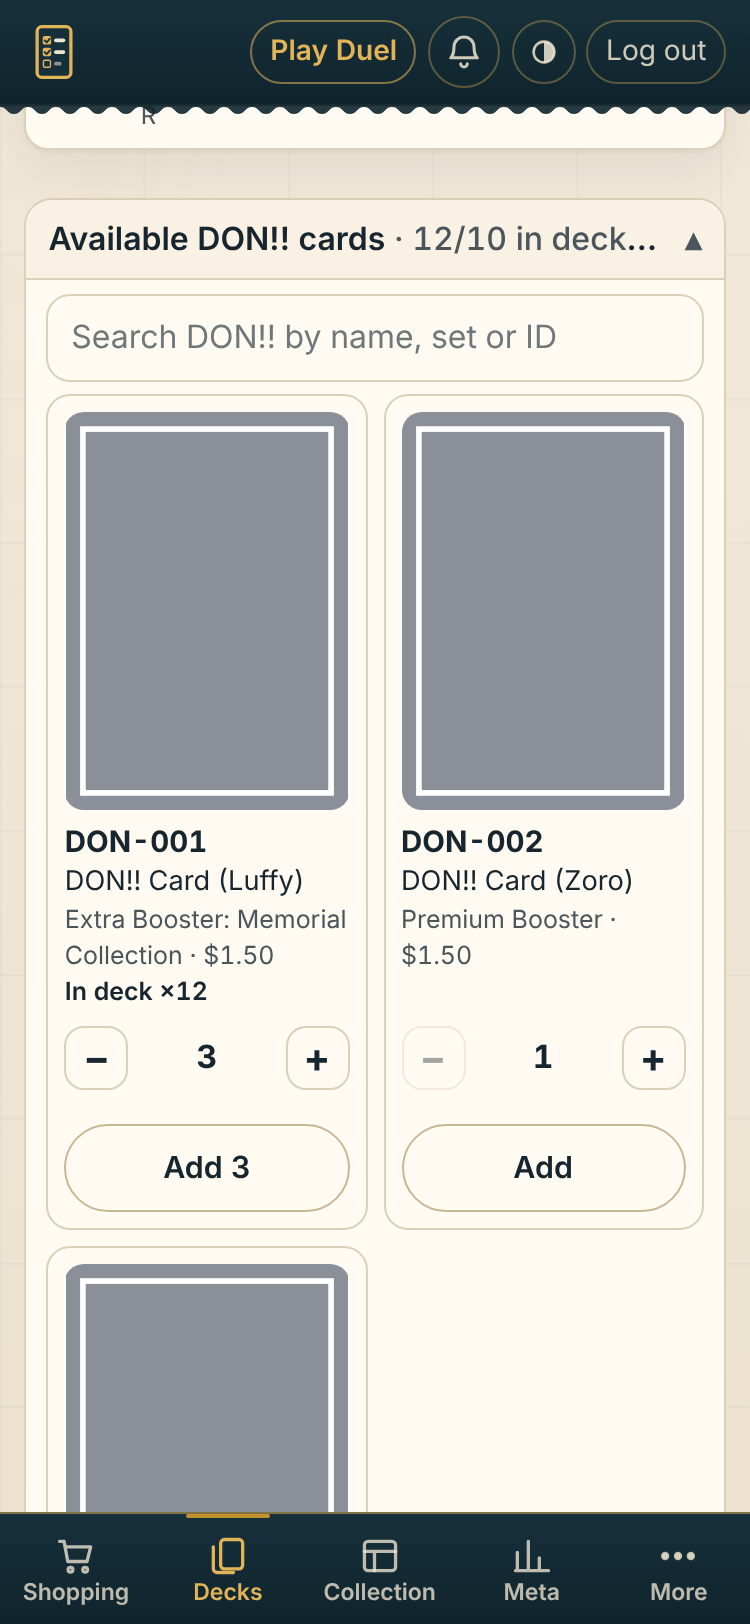 Play Duel
Log out
R
Available DON!! cards · 12/10 in deck...
Search DON!! by name, set or ID
DON-001
DON!! Card (Luffy)
Extra Booster: Memorial
Collection · $1.50
In deck ×12
− 3 +
Add 3
DON-002
DON!! Card (Zoro)
Premium Booster ·
$1.50
− 1 +
Add
Shopping
Decks
Collection
Meta
More